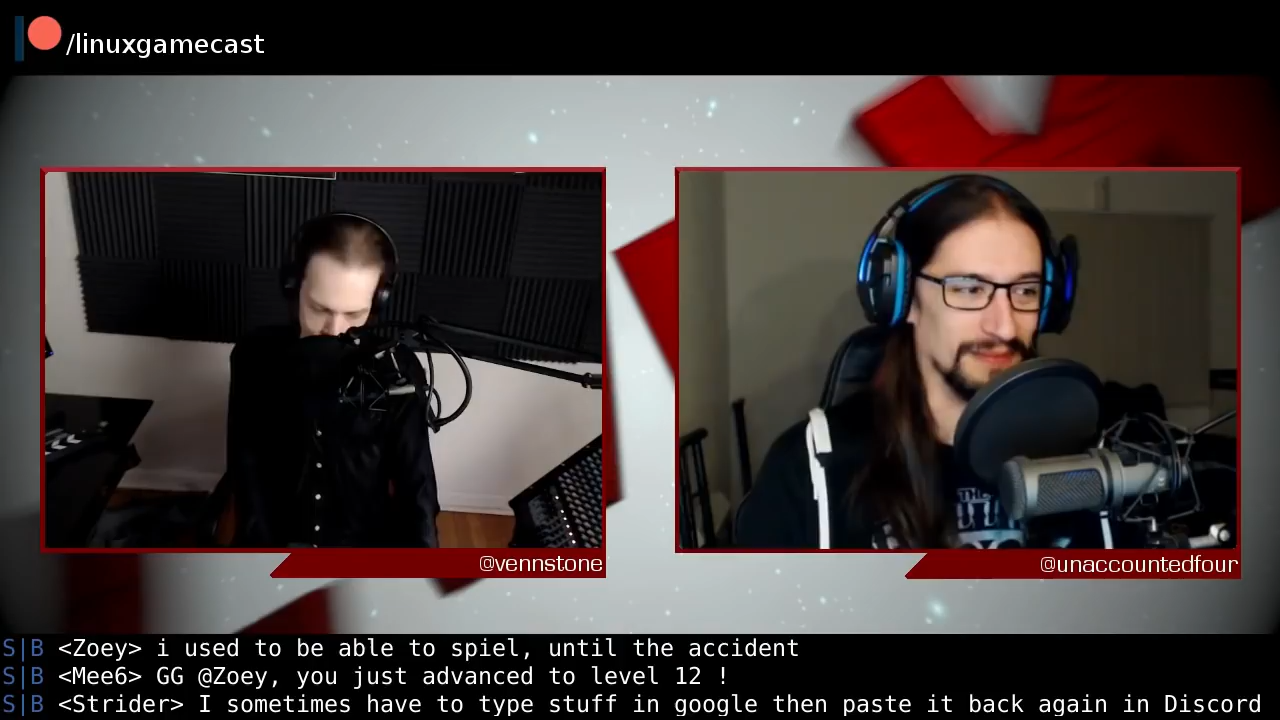 /linuxgamecast
THE
@vennstone
@unaccountedfour
S|B <Zoey> i used to be able to spiel, until the accident
S|B <Mee6> GG @Zoey, you just advanced to level 12 !
S|B <Strider> I sometimes have to type stuff in google then paste it back again in Discord